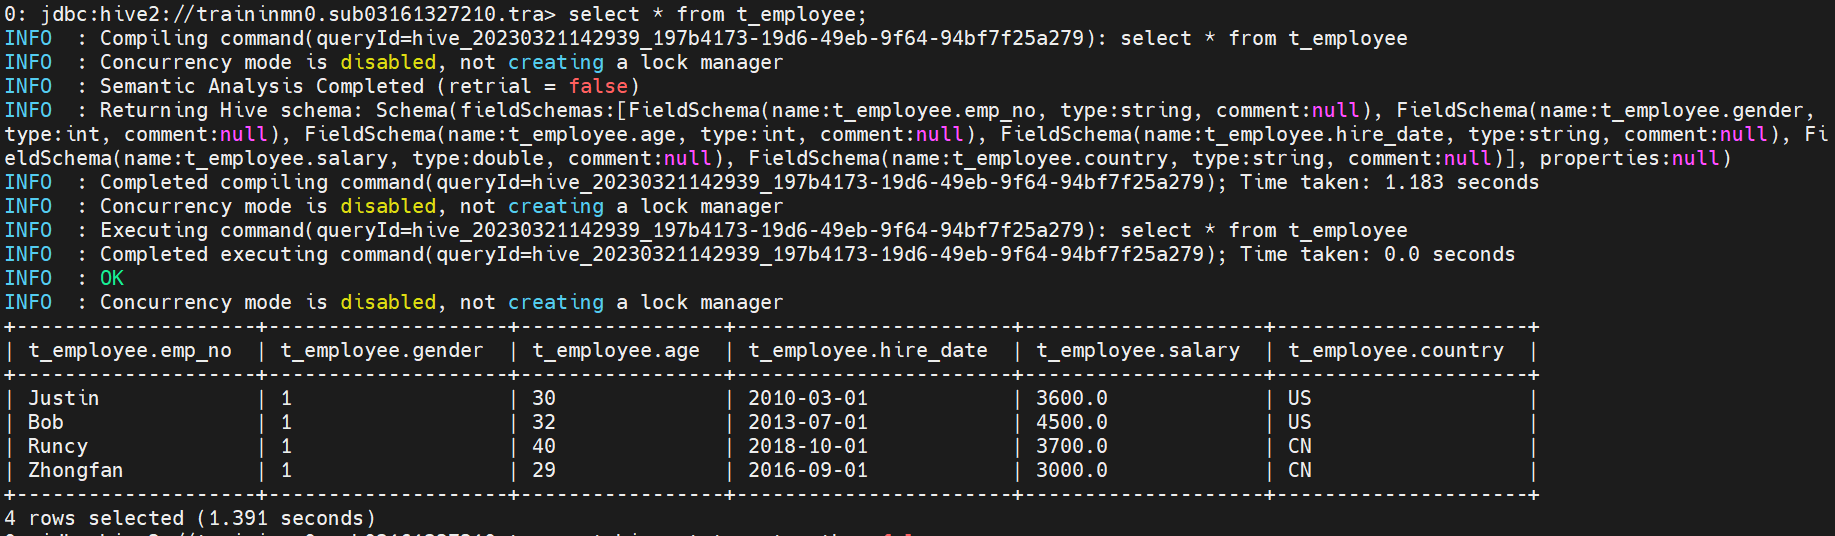 0: jdbc:hive2://traininmn0.sub03161327210.tra> select * from t_employee;
INFO  : Compiling command(queryId=hive_20230321142939_197b4173-19d6-49eb-9f64-94bf7f25a279): select * from t_employee
INFO  : Concurrency mode is disabled, not creating a lock manager
INFO  : Semantic Analysis Completed (retrial = false)
INFO  : Returning Hive schema: Schema(fieldSchemas:[FieldSchema(name:t_employee.emp_no, type:string, comment:null), FieldSchema(name:t_employee.gender,
type:int, comment:null), FieldSchema(name:t_employee.age, type:int, comment:null), FieldSchema(name:t_employee.hire_date, type:string, comment:null), Fi
eldSchema(name:t_employee.salary, type:double, comment:null), FieldSchema(name:t_employee.country, type:string, comment:null)], properties:null)
INFO  : Completed compiling command(queryId=hive_20230321142939_197b4173-19d6-49eb-9f64-94bf7f25a279); Time taken: 1.183 seconds
INFO  : Concurrency mode is disabled, not creating a lock manager
INFO  : Executing command(queryId=hive_20230321142939_197b4173-19d6-49eb-9f64-94bf7f25a279): select * from t_employee
INFO  : Completed executing command(queryId=hive_20230321142939_197b4173-19d6-49eb-9f64-94bf7f25a279); Time taken: 0.0 seconds
INFO  : OK
INFO  : Concurrency mode is disabled, not creating a lock manager
+--------------------+--------------------+-----------------+-----------------------+--------------------+---------------------+
| t_employee.emp_no  | t_employee.gender  | t_employee.age  | t_employee.hire_date  | t_employee.salary  | t_employee.country  |
+--------------------+--------------------+-----------------+-----------------------+--------------------+---------------------+
| Justin             | 1                  | 30              | 2010-03-01            | 3600.0             | US                  |
| Bob                | 1                  | 32              | 2013-07-01            | 4500.0             | US                  |
| Runcy              | 1                  | 40              | 2018-10-01            | 3700.0             | CN                  |
| Zhongfan           | 1                  | 29              | 2016-09-01            | 3000.0             | CN                  |
+--------------------+--------------------+-----------------+-----------------------+--------------------+---------------------+
4 rows selected (1.391 seconds)